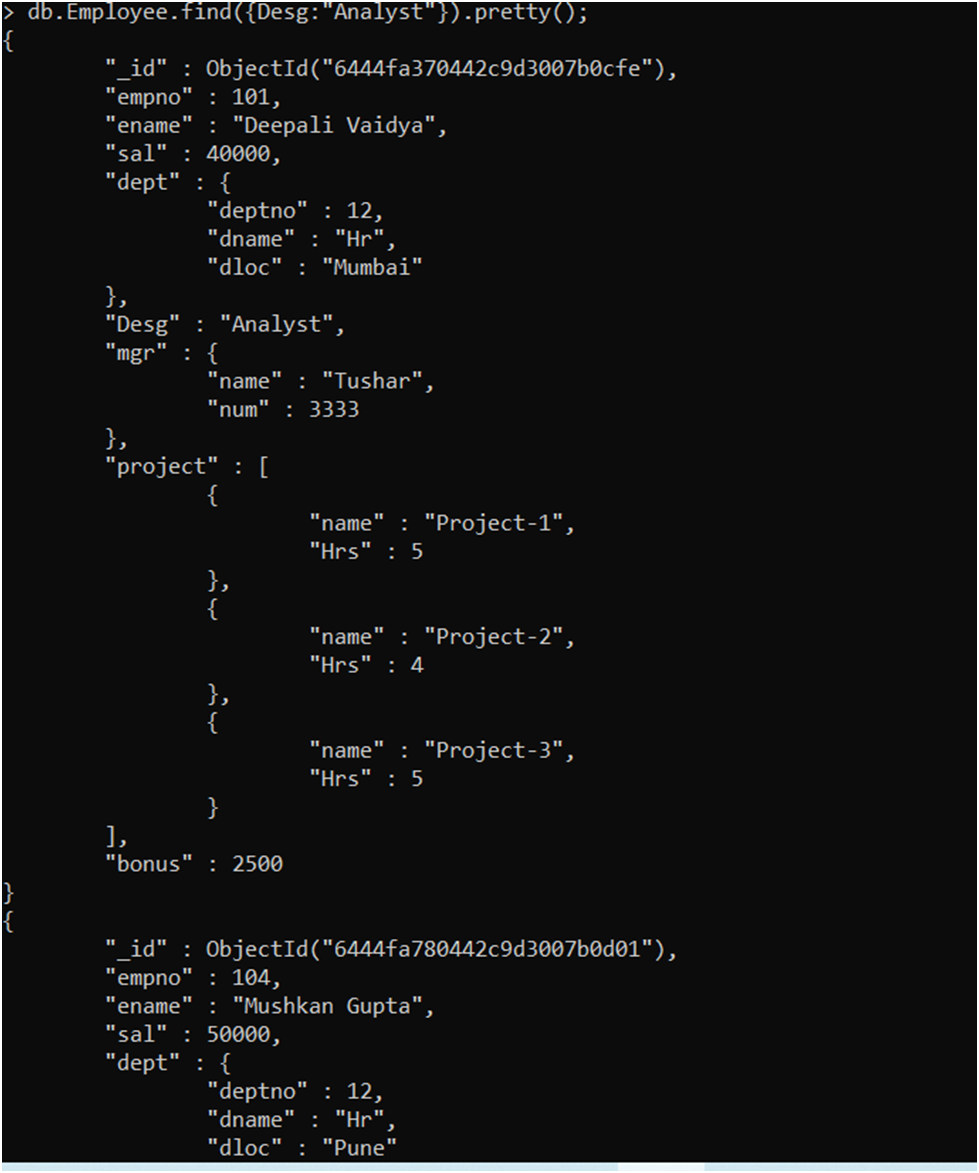 > db.Employee.find({Desg:"Analyst"}).pretty();
{
        "_id" : ObjectId("6444fa370442c9d3007b0cfe"),
        "empno" : 101,
        "ename" : "Deepali Vaidya",
        "sal" : 40000,
        "dept" : {
                "deptno" : 12,
                "dname" : "Hr",
                "dloc" : "Mumbai"
        },
        "Desg" : "Analyst",
        "mgr" : {
                "name" : "Tushar",
                "num" : 3333
        },
        "project" : [
                {
                        "name" : "Project-1",
                        "Hrs" : 5
                },
                {
                        "name" : "Project-2",
                        "Hrs" : 4
                },
                {
                        "name" : "Project-3",
                        "Hrs" : 5
                }
        ],
        "bonus" : 2500
}
{
        "_id" : ObjectId("6444fa780442c9d3007b0d01"),
        "empno" : 104,
        "ename" : "Mushkan Gupta",
        "sal" : 50000,
        "dept" : {
                "deptno" : 12,
                "dname" : "Hr",
                "dloc" : "Pune"